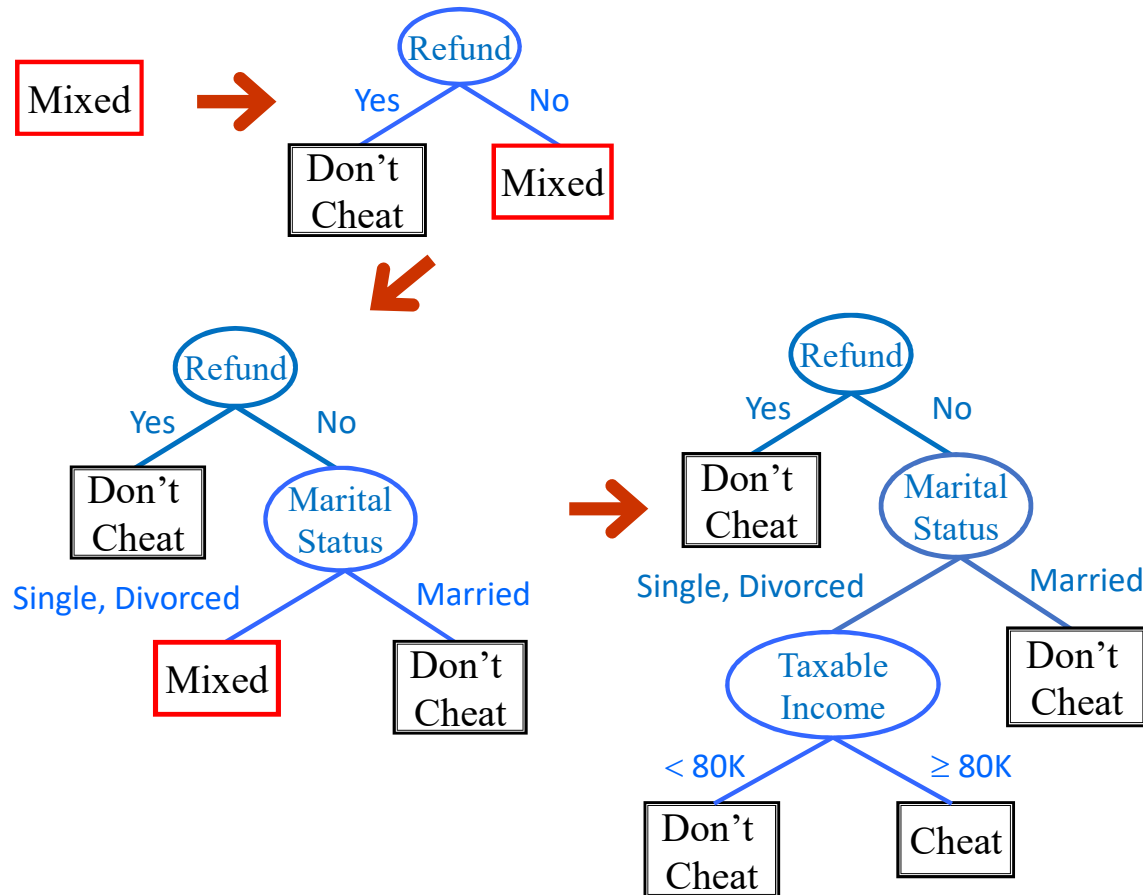 Refund
Mixed
Yes
No
Don’t
Cheat
Mixed
Refund
Yes
No
Don’t
Cheat
Marital
Status
Single, Divorced
Married
Mixed
Don’t
Cheat
Refund
Yes
No
Don’t
Cheat
Marital
Status
Single, Divorced
Married
Taxable
Income
Don’t
Cheat
< 80K
≥ 80K
Don’t
Cheat
Cheat